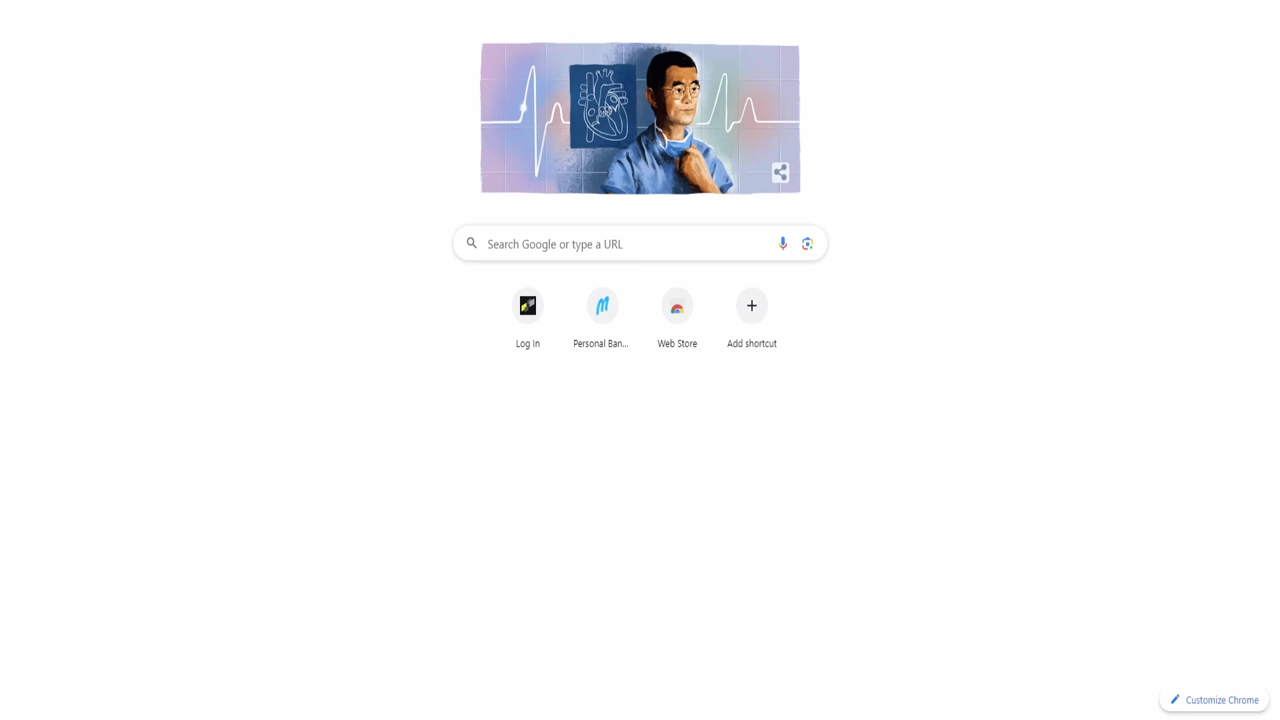 Search Google or type a URL
Log In
Personal Ban...
Web Store
Add shortcut
Customize Chrome